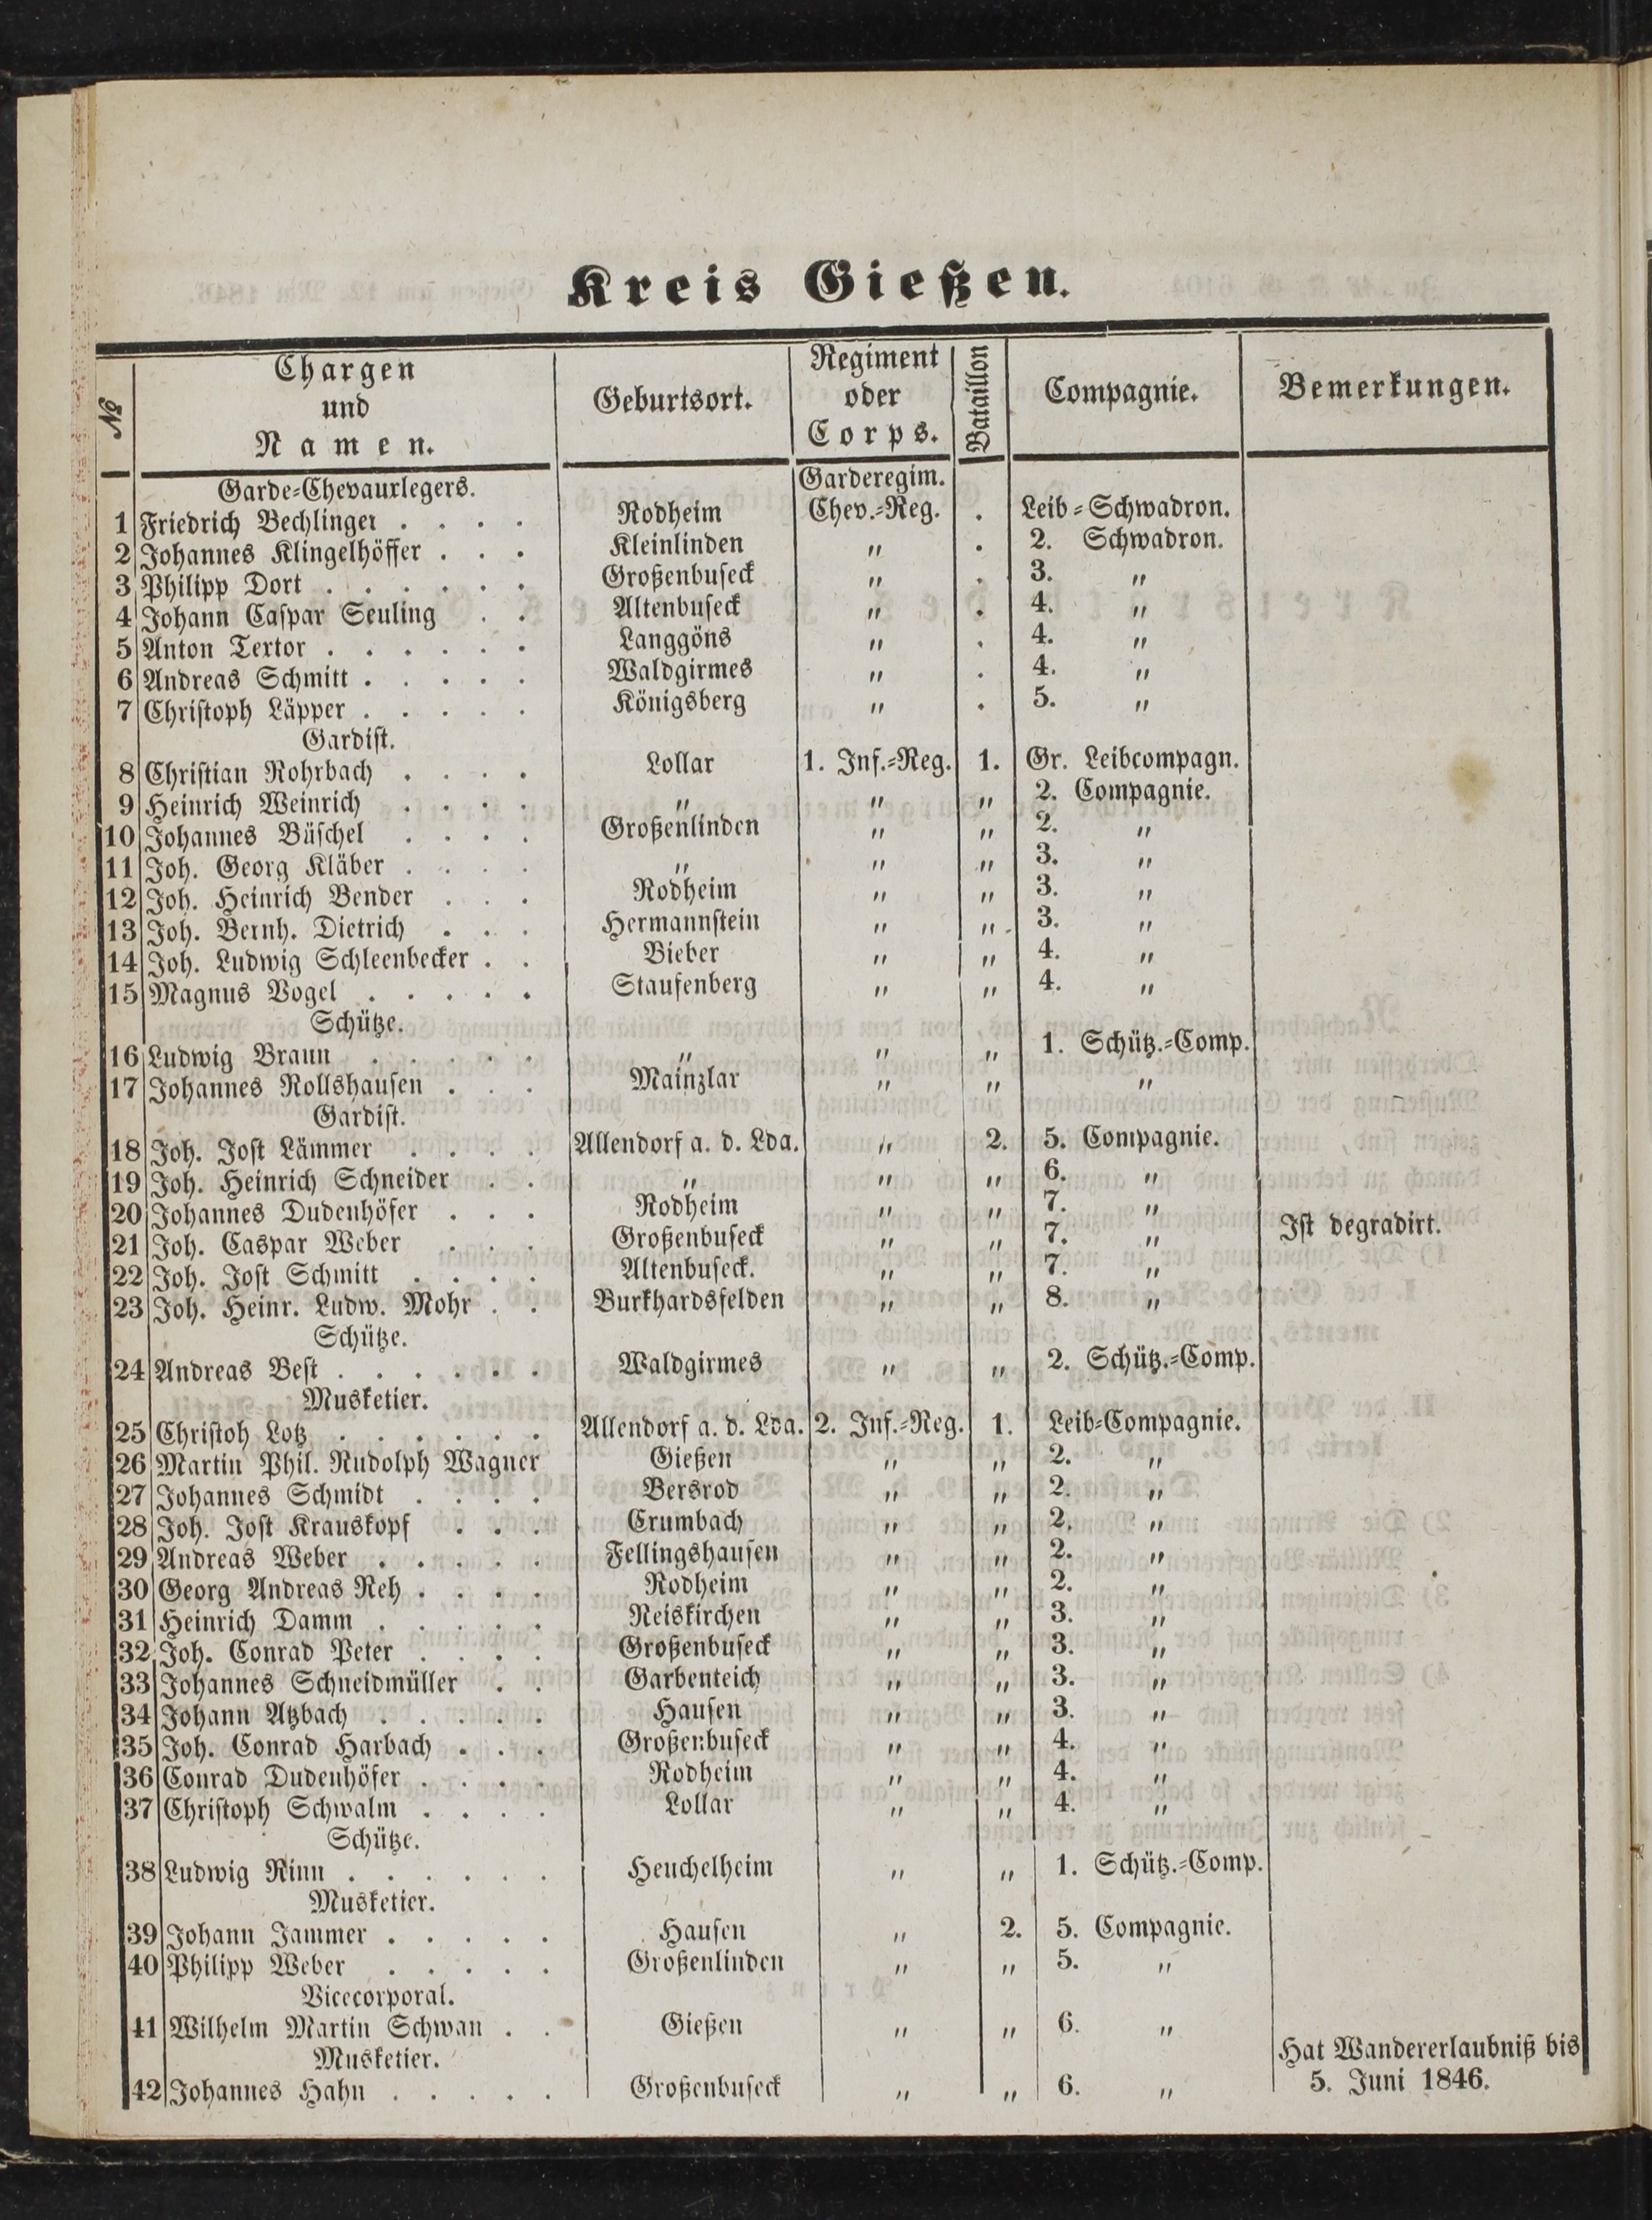 Kreis Gießen.
№ Chargen und Namen. Geburtsort. Regiment oder Corps. Bataillon Compagnie. Bemerkungen.
Garde-Chevaurlegers. Garderegim.
1 Friedrich Bechlinger . . . . Rodheim Chev.-Reg. . Leib-Schwadron.
2 Johannes Klingelhöffer . . . Kleinlinden " . 2. Schwadron.
3 Philipp Dort . . . . . . Großenbuseck " . 3. "
4 Johann Caspar Seuling . . Altenbuseck " . 4. "
5 Anton Textor . . . . . . Langgöns " . 4. "
6 Andreas Schmitt . . . . . Waldgirmes " . 4. "
7 Christoph Läpper . . . . . Königsberg " . 5. "
Gardist.
8 Christian Rohrbach . . . . Lollar 1. Inf.-Reg. 1. Gr. Leibcompagn.
9 Heinrich Weinrich . . . . " " " 2. Compagnie.
10 Johannes Büschel . . . . Großenlinden " " 2. "
11 Joh. Georg Kläber . . . . " " " 3. "
12 Joh. Heinrich Bender . . . Rodheim " " 3. "
13 Joh. Bernh. Dietrich . . . Hermannstein " " 3. "
14 Joh. Ludwig Schleenbecker . . Bieber " " 4. "
15 Magnus Vogel . . . . . Staufenberg " " 4. "
Schütze.
16 Ludwig Braun . . . . . " " " 1. Schütz.-Comp.
17 Johannes Rollshausen . . . Mainzlar " " "
Gardist.
18 Joh. Jost Lämmer . . . . Allendorf a. d. Lda. " 2. 5. Compagnie.
19 Joh. Heinrich Schneider . . " " " 6. "
20 Johannes Dudenhöfer . . . Rodheim " " 7. "
21 Joh. Caspar Weber . . . Großenbuseck " " 7. " Ist degradirt.
22 Joh. Jost Schmitt . . . . Altenbuseck. " " 7. "
23 Joh. Heinr. Ludw. Mohr . . Burkhardsfelden " " 8. "
Schütze.
24 Andreas Best . . . . . . Waldgirmes " " 2. Schütz.-Comp.
Musketier.
25 Christoh Lotz . . . . . . Allendorf a. d. Lda. 2. Inf.-Reg. 1. Leib-Compagnie.
26 Martin Phil. Rudolph Wagner Gießen " " 2. "
27 Johannes Schmidt . . . . Bersrod " " 2. "
28 Joh. Jost Krauskopf . . . Crumbach " " 2. "
29 Andreas Weber . . . . . Fellingshausen " " 2. "
30 Georg Andreas Reh . . . . Rodheim " " 2. "
31 Heinrich Damm . . . . . Reiskirchen " " 3. "
32 Joh. Conrad Peter . . . . Großenbuseck " " 3. "
33 Johannes Schneidmüller . . Garbenteich " " 3. "
34 Johann Atzbach . . . . . Hausen " " 3. "
35 Joh. Conrad Harbach . . . Großenbuseck " " 4. "
36 Conrad Dudenhöfer . . . . Rodheim " " 4. "
37 Christoph Schwalm . . . . Lollar " " 4. "
Schütze.
38 Ludwig Rinn . . . . . . Heuchelheim " " 1. Schütz.-Comp.
Musketier.
39 Johann Jammer . . . . . Hausen " 2. 5. Compagnie.
40 Philipp Weber . . . . . Großenlinden " " 5. "
Vicecorporal.
41 Wilhelm Martin Schwan . . Gießen " " 6. "
Musketier. Hat Wandererlaubniß bis
42 Johannes Hahn . . . . . Großenbuseck " " 6. " 5. Juni 1846.